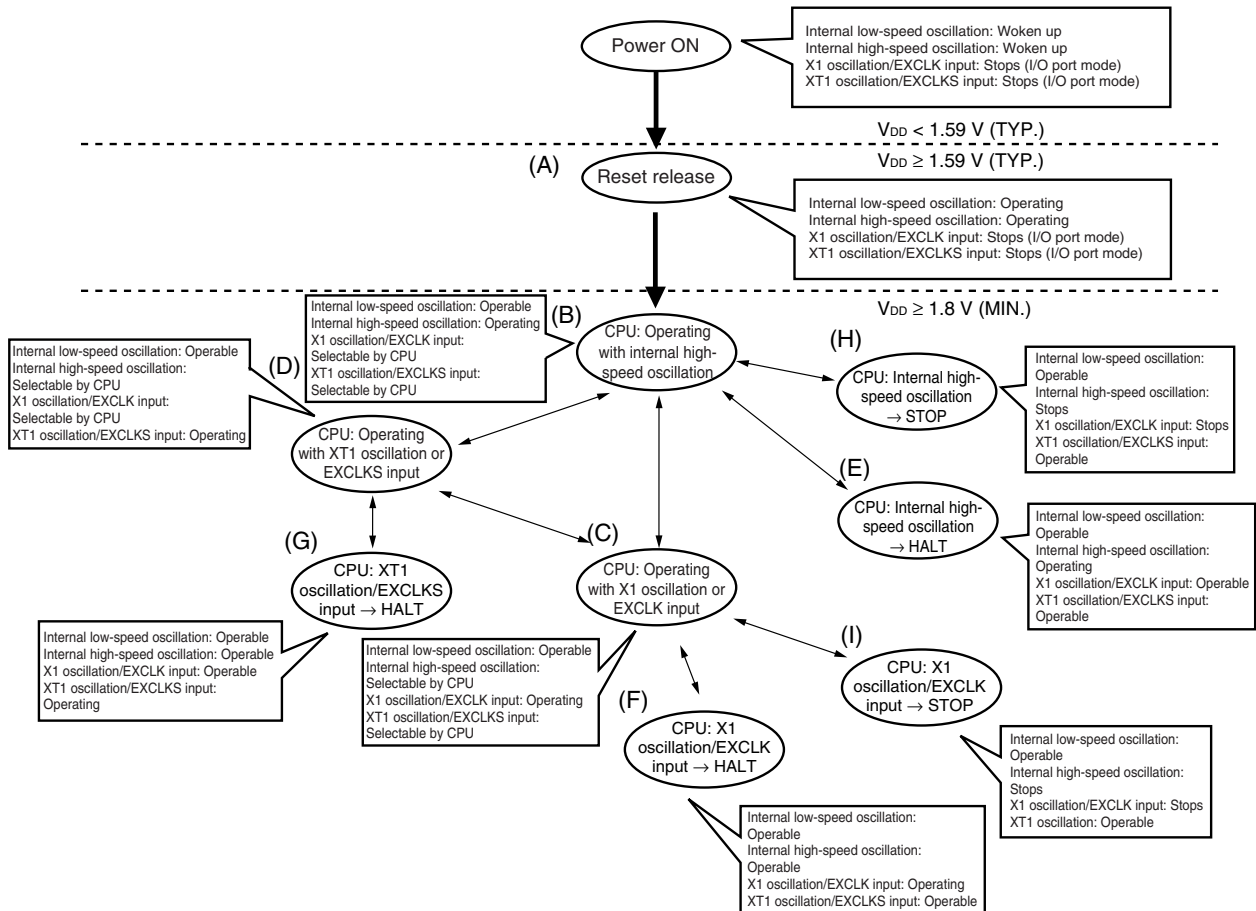 Power ON
Internal low-speed oscillation: Woken up
Internal high-speed oscillation: Woken up
X1 oscillation/EXCLK input: Stops (I/O port mode)
XT1 oscillation/EXCLKS input: Stops (I/O port mode)
VDD < 1.59 V (TYP.)
VDD ≥ 1.59 V (TYP.)
(A)
Reset release
Internal low-speed oscillation: Operating
Internal high-speed oscillation: Operating
X1 oscillation/EXCLK input: Stops (I/O port mode)
XT1 oscillation/EXCLKS input: Stops (I/O port mode)
VDD ≥ 1.8 V (MIN.)
Internal low-speed oscillation: Operable
Internal high-speed oscillation: Operating
X1 oscillation/EXCLK input:
Selectable by CPU
XT1 oscillation/EXCLKS input:
Selectable by CPU
(B)
CPU: Operating
with internal high-
speed oscillation
Internal low-speed oscillation: Operable
Internal high-speed oscillation:
Selectable by CPU
X1 oscillation/EXCLK input:
Selectable by CPU
XT1 oscillation/EXCLKS input: Operating
(D)
CPU: Operating
with XT1 oscillation or
EXCLKS input
(H)
CPU: Internal high-
speed oscillation
→ STOP
Internal low-speed oscillation:
Operable
Internal high-speed oscillation:
Stops
X1 oscillation/EXCLK input: Stops
XT1 oscillation/EXCLKS input:
Operable
(E)
CPU: Internal high-
speed oscillation
→ HALT
Internal low-speed oscillation:
Operable
Internal high-speed oscillation:
Operating
X1 oscillation/EXCLK input: Operable
XT1 oscillation/EXCLKS input:
Operable
(G)
CPU: XT1
oscillation/EXCLKS
input → HALT
Internal low-speed oscillation: Operable
Internal high-speed oscillation: Operable
X1 oscillation/EXCLK input: Operable
XT1 oscillation/EXCLKS input:
Operating
(C)
CPU: Operating
with X1 oscillation or
EXCLK input
Internal low-speed oscillation: Operable
Internal high-speed oscillation:
Selectable by CPU
X1 oscillation/EXCLK input: Operating
XT1 oscillation/EXCLKS input:
Selectable by CPU
(I)
CPU: X1
oscillation/EXCLK
input → STOP
Internal low-speed oscillation:
Operable
Internal high-speed oscillation:
Stops
X1 oscillation/EXCLK input: Stops
XT1 oscillation: Operable
(F)
CPU: X1
oscillation/EXCLK
input → HALT
Internal low-speed oscillation:
Operable
Internal high-speed oscillation:
Operable
X1 oscillation/EXCLK input: Operating
XT1 oscillation/EXCLKS input: Operable